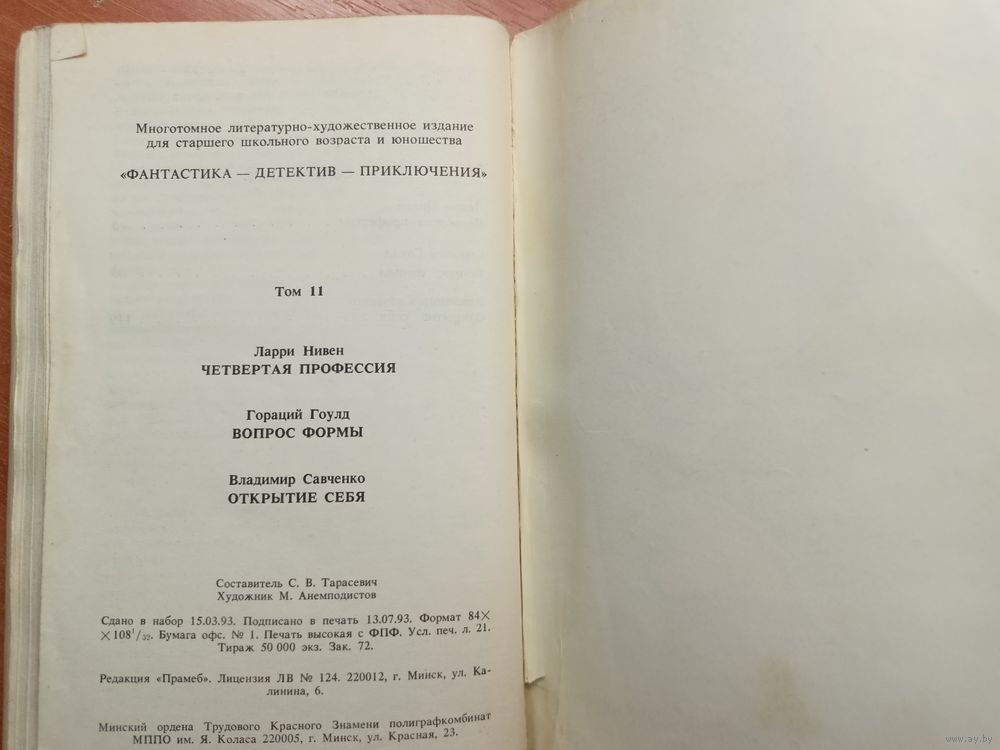 Многотомное литературно-художественное издание
для старшего школьного возраста и юношества
«ФАНТАСТИКА — ДЕТЕКТИВ — ПРИКЛЮЧЕНИЯ»
Том 11
Ларри Нивен
ЧЕТВЕРТАЯ ПРОФЕССИЯ
Гораций Гоулд
ВОПРОС ФОРМЫ
Владимир Савченко
ОТКРЫТИЕ СЕБЯ
Составитель С. В. Тарасевич
Художник М. Анемподистов
Сдано в набор 15.03.93. Подписано в печать 13.07.93. Формат 84×
×108¹/₃₂. Бумага офс. № 1. Печать высокая с ФПФ. Усл. печ. л. 21.
Тираж 50 000 экз. Зак. 72.
Редакция «Прамеб». Лицензия ЛВ № 124. 220012, г. Минск, ул. Ка-
линина, 6.
Минский ордена Трудового Красного Знамени полиграфкомбинат
МППО им. Я. Коласа 220005, г. Минск, ул. Красная, 23.
www.ay.by